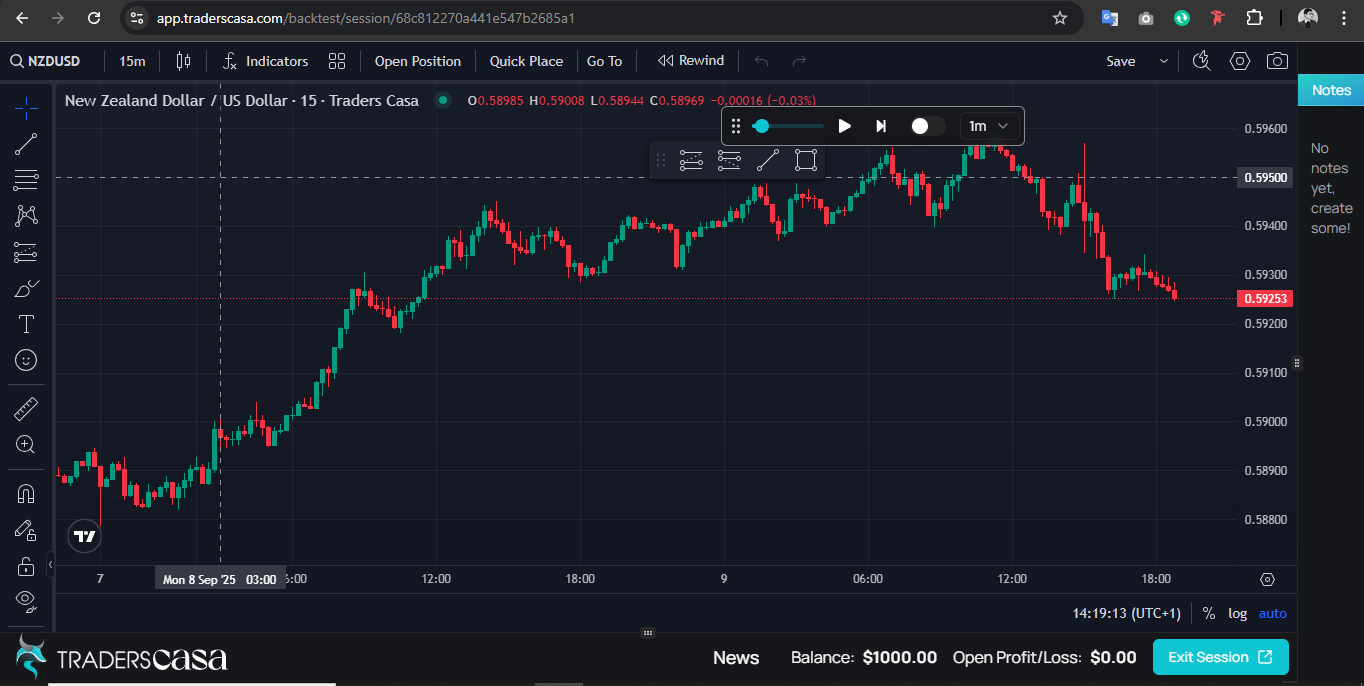 app.traderscasa.com/backtest/session/68c812270a441e547b2685a1
NZDUSD 15m Indicators Open Position Quick Place Go To Rewind Save
Notes
New Zealand Dollar / US Dollar · 15 · Traders Casa O0.58985 H0.59008 L0.58944 C0.58969 −0.00016 (−0.03%)
1m
No
notes
yet,
create
some!
0.59600
0.59500
0.59400
0.59300
0.59253
0.59200
0.59100
0.59000
0.58900
0.58800
7 Mon 8 Sep '25 03:00 6:00 12:00 18:00 9 06:00 12:00 18:00
14:19:13 (UTC+1) % log auto
TRADERSCASA News Balance: $1000.00 Open Profit/Loss: $0.00 Exit Session